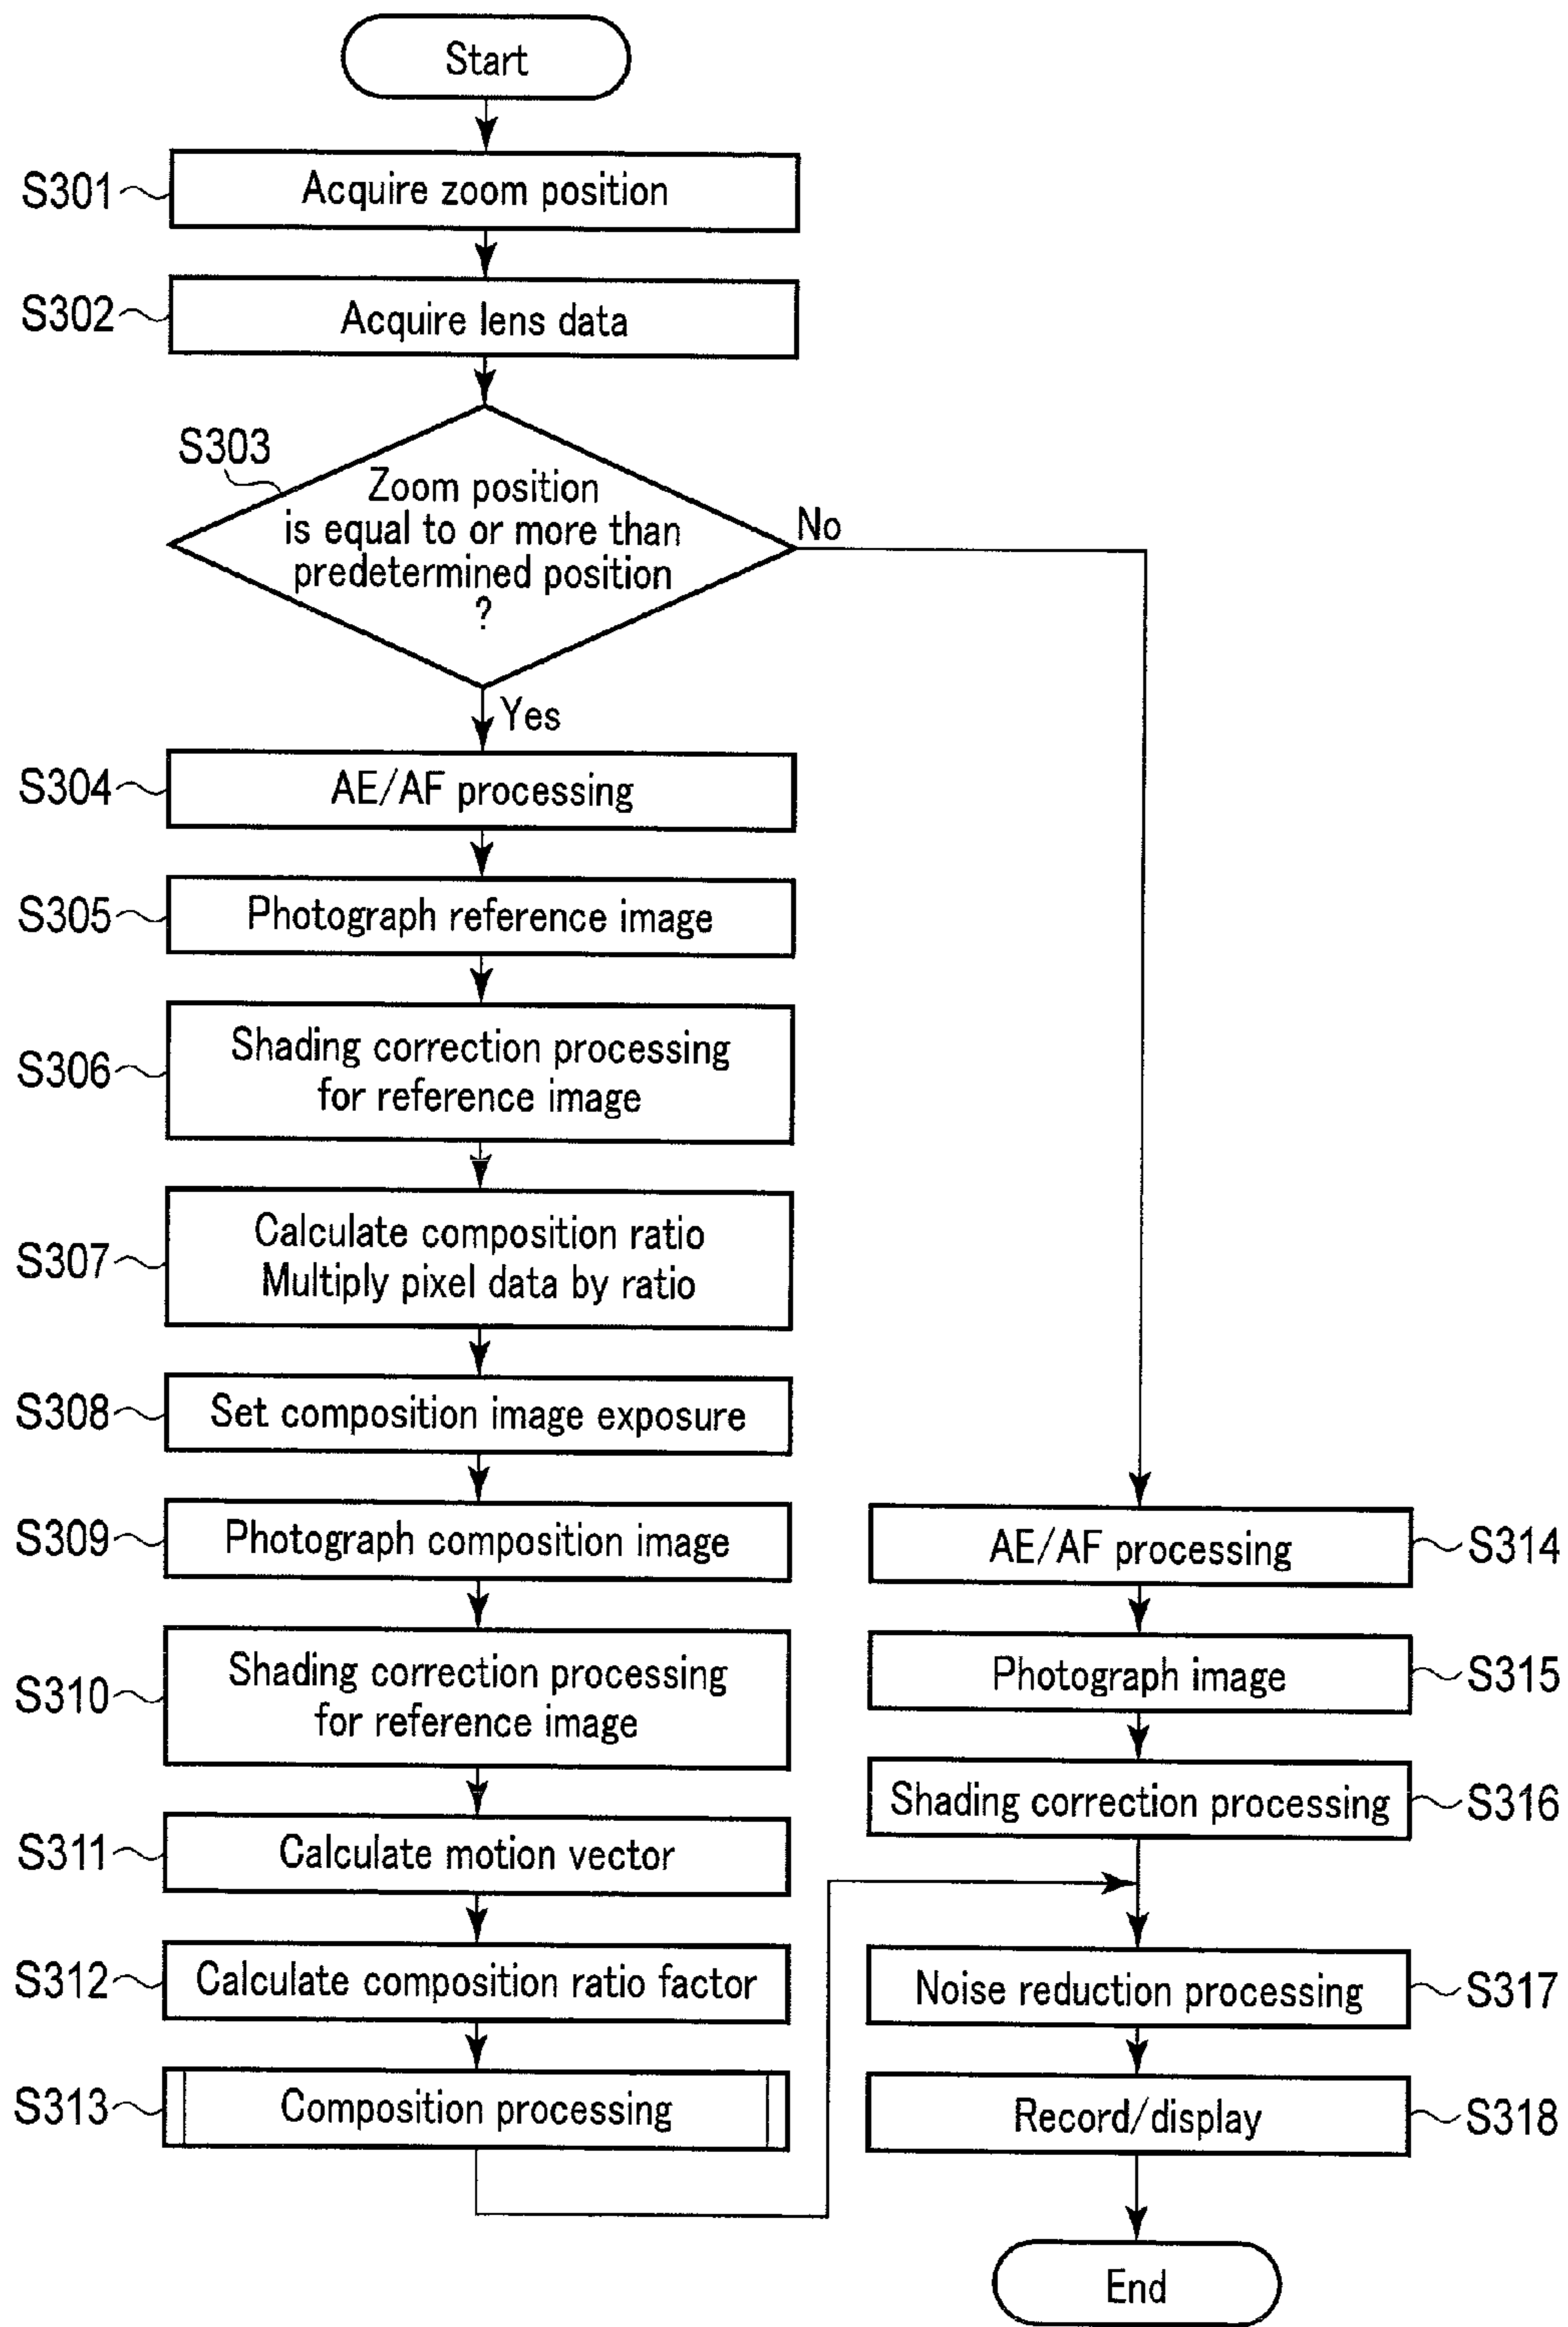 Start
S301
Acquire zoom position
S302
Acquire lens data
S303
Zoom position
is equal to or more than
predetermined position
?
No
Yes
S304
AE/AF processing
S305
Photograph reference image
S306
Shading correction processing
for reference image
S307
Calculate composition ratio
Multiply pixel data by ratio
S308
Set composition image exposure
S309
Photograph composition image
S310
Shading correction processing
for reference image
S311
Calculate motion vector
S312
Calculate composition ratio factor
S313
Composition processing
AE/AF processing
S314
Photograph image
S315
Shading correction processing
S316
Noise reduction processing
S317
Record/display
S318
End